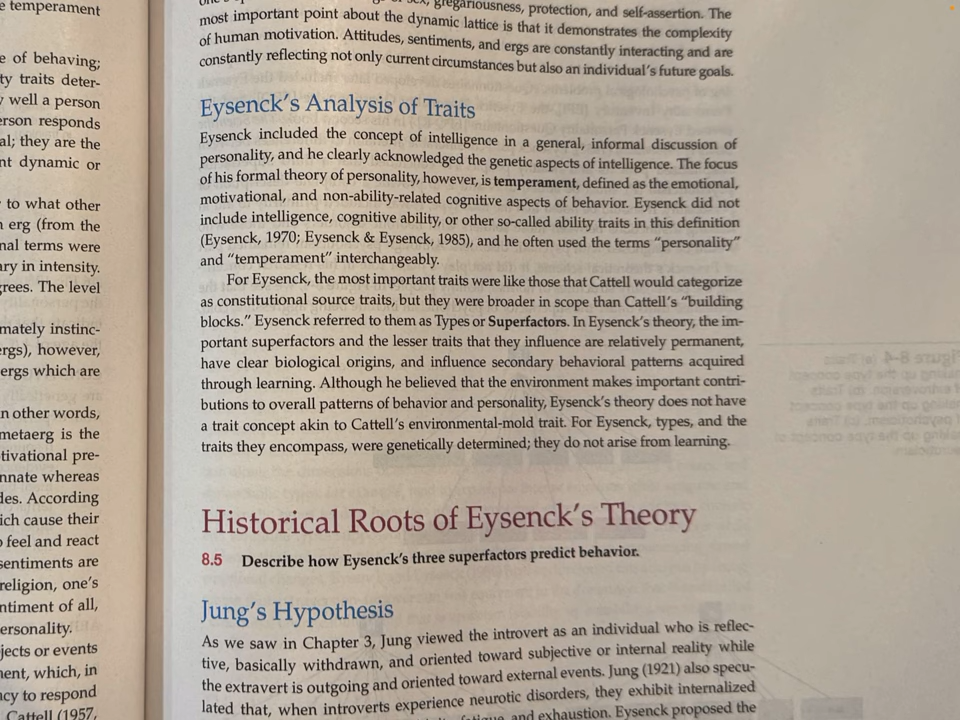 e temperament
e of behaving;
ty traits deter-
y well a person
erson responds
al; they are the
nt dynamic or
to what other
n erg (from the
nal terms were
ary in intensity.
grees. The level
mately instinc-
ergs), however,
ergs which are
n other words,
metaerg is the
tivational pre-
nnate whereas
des. According
ich cause their
o feel and react
sentiments are
religion, one's
ntiment of all,
ersonality.
jects or events
nent, which, in
ncy to respond
Cattell (1957,
gregariousness, protection, and self-assertion. The
most important point about the dynamic lattice is that it demonstrates the complexity
of human motivation. Attitudes, sentiments, and ergs are constantly interacting and are
constantly reflecting not only current circumstances but also an individual's future goals.
Eysenck's Analysis of Traits
Eysenck included the concept of intelligence in a general, informal discussion of
personality, and he clearly acknowledged the genetic aspects of intelligence. The focus
of his formal theory of personality, however, is temperament, defined as the emotional,
motivational, and non-ability-related cognitive aspects of behavior. Eysenck did not
include intelligence, cognitive ability, or other so-called ability traits in this definition
(Eysenck, 1970; Eysenck & Eysenck, 1985), and he often used the terms "personality"
and "temperament" interchangeably.
For Eysenck, the most important traits were like those that Cattell would categorize
as constitutional source traits, but they were broader in scope than Cattell's "building
blocks." Eysenck referred to them as Types or Superfactors. In Eysenck's theory, the im-
portant superfactors and the lesser traits that they influence are relatively permanent,
have clear biological origins, and influence secondary behavioral patterns acquired
through learning. Although he believed that the environment makes important contri-
butions to overall patterns of behavior and personality, Eysenck's theory does not have
a trait concept akin to Cattell's environmental-mold trait. For Eysenck, types, and the
traits they encompass, were genetically determined; they do not arise from learning.
Historical Roots of Eysenck's Theory
8.5 Describe how Eysenck's three superfactors predict behavior.
Jung's Hypothesis
As we saw in Chapter 3, Jung viewed the introvert as an individual who is reflec-
tive, basically withdrawn, and oriented toward subjective or internal reality while
the extravert is outgoing and oriented toward external events. Jung (1921) also specu-
lated that, when introverts experience neurotic disorders, they exhibit internalized
and exhaustion. Eysenck proposed the